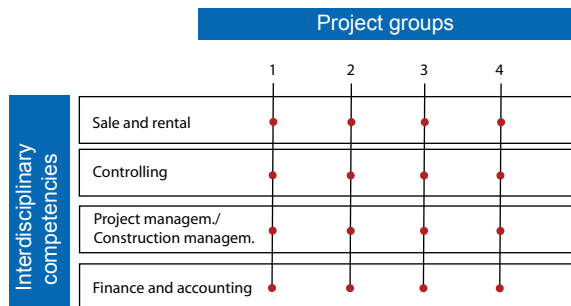 Project groups
1 2 3 4
Interdisciplinary
competencies
Sale and rental
Controlling
Project managem./
Construction managem.
Finance and accounting